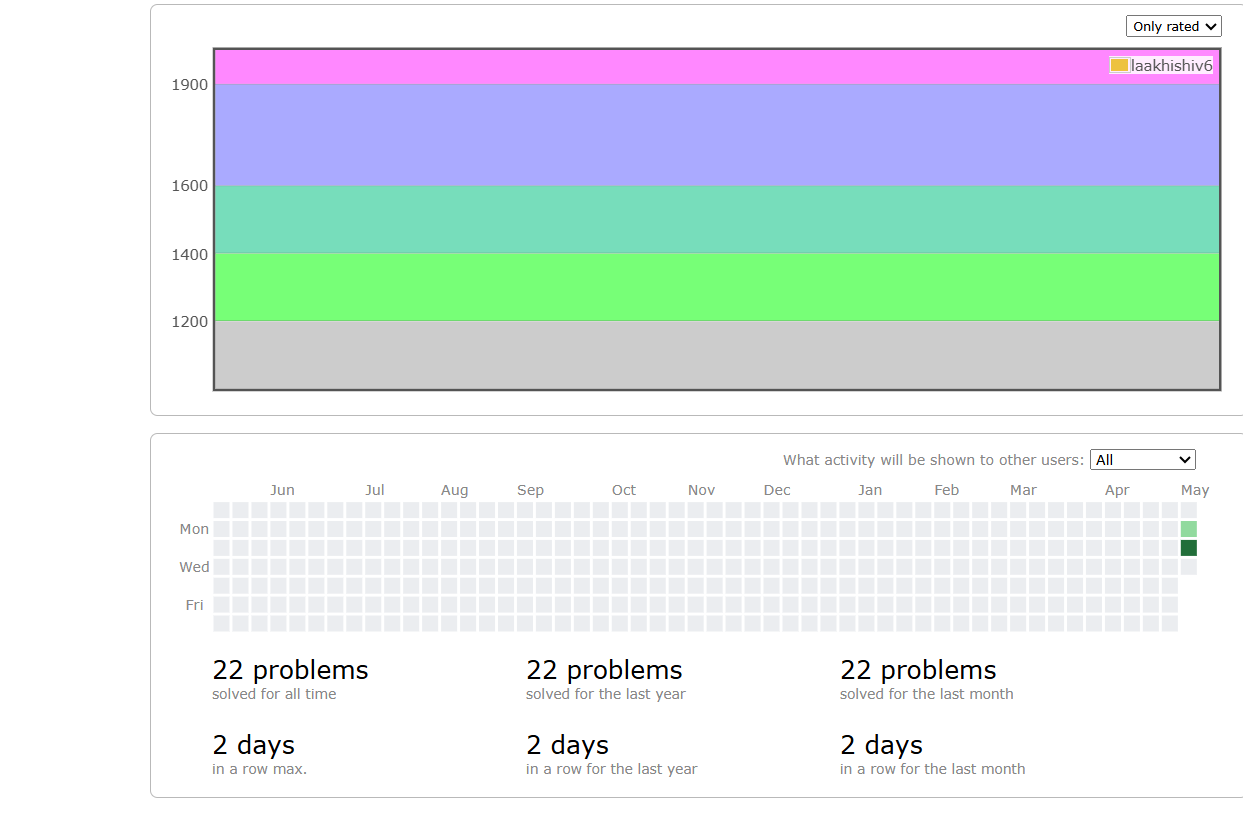 Only rated
laakhishiv6
1900
1600
1400
1200
What activity will be shown to other users: All
Jun Jul Aug Sep Oct Nov Dec Jan Feb Mar Apr May
Mon
Wed
Fri
22 problems 22 problems 22 problems
solved for all time solved for the last year solved for the last month
2 days 2 days 2 days
in a row max. in a row for the last year in a row for the last month